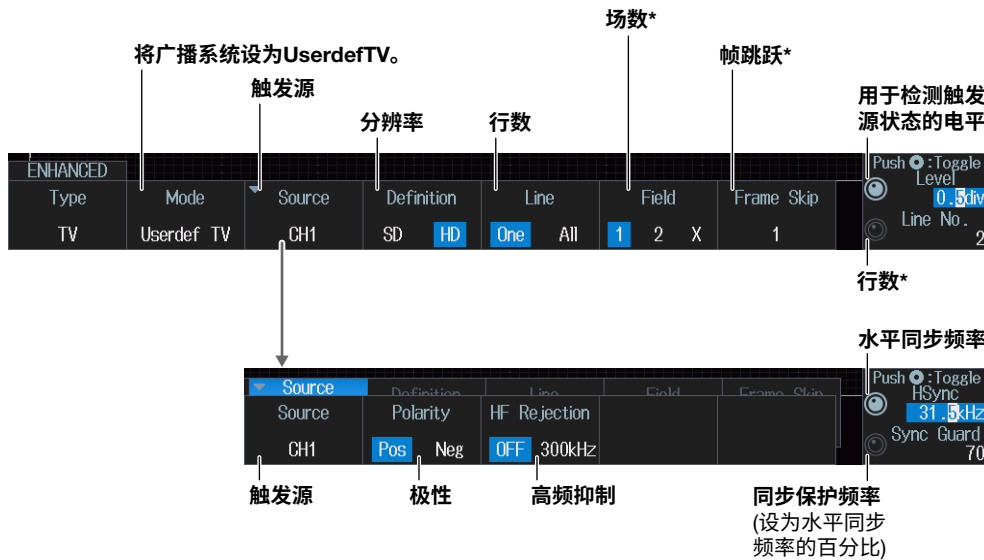 场数*
将广播系统设为UserdefTV。
帧跳跃*
触发源
用于检测触发
源状态的电平
分辨率
行数
ENHANCED
Type
TV
Mode
Userdef TV
Source
CH1
Definition
SD HD
Line
One All
Field
1 2 X
Frame Skip
1
Push :Toggle
Level
0.5div
Line No.
2
行数*
水平同步频率
Source
Definition
Line
Field
Frame Skip
Source
CH1
Polarity
Pos Neg
HF Rejection
OFF 300kHz
Push :Toggle
HSync
31.5kHz
Sync Guard
70
触发源
极性
高频抑制
同步保护频率
(设为水平同步
频率的百分比)